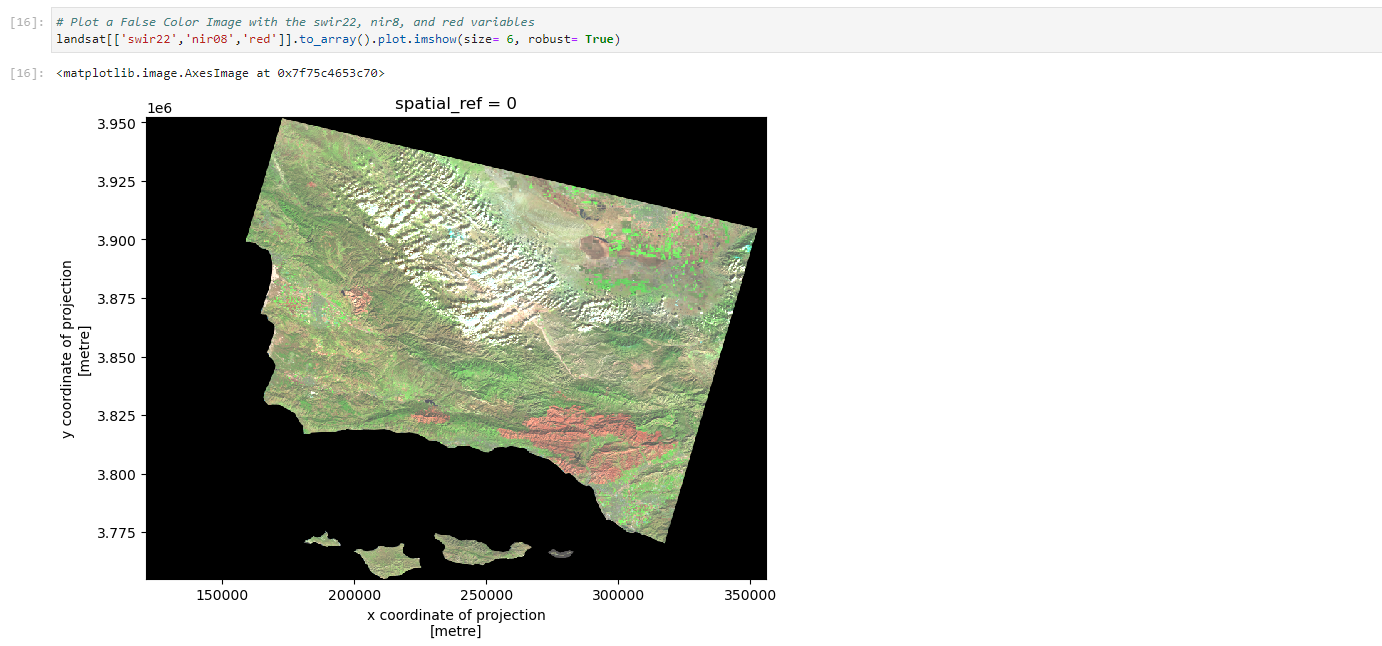 [16]: # Plot a False Color Image with the swir22, nir8, and red variables
landsat[['swir22','nir08','red']].to_array().plot.imshow(size= 6, robust= True)
[16]: <matplotlib.image.AxesImage at 0x7f75c4653c70>
spatial_ref = 0
1e6
3.950
3.925
3.900
3.875
3.850
3.825
3.800
3.775
y coordinate of projection
[metre]
150000 200000 250000 300000 350000
x coordinate of projection
[metre]